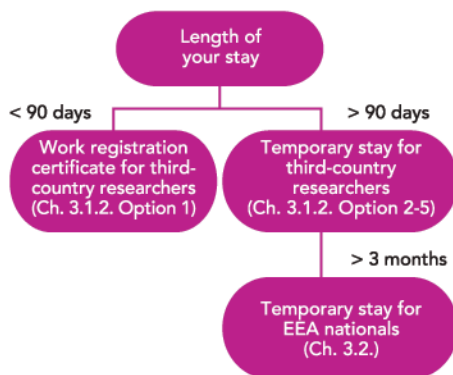 Length of
your stay
< 90 days
> 90 days
Work registration
certificate for third-
country researchers
(Ch. 3.1.2. Option 1)
Temporary stay for
third-country
researchers
(Ch. 3.1.2. Option 2-5)
> 3 months
Temporary stay for
EEA nationals
(Ch. 3.2.)